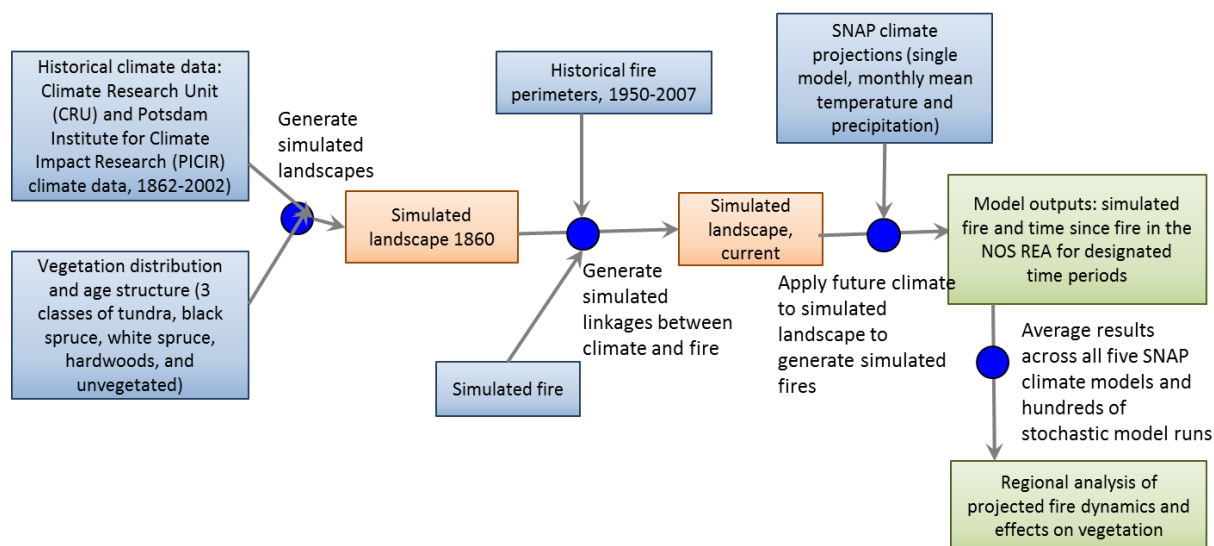 Historical climate data:
Climate Research Unit
(CRU) and Potsdam
Institute for Climate
Impact Research (PICIR)
climate data, 1862-2002)
Vegetation distribution
and age structure (3
classes of tundra, black
spruce, white spruce,
hardwoods, and
unvegetated)
Generate
simulated
landscapes
Simulated
landscape 1860
Historical fire
perimeters, 1950-2007
Simulated fire
Generate
simulated
linkages between
climate and fire
Simulated
landscape,
current
SNAP climate
projections (single
model, monthly mean
temperature and
precipitation)
Apply future climate
to simulated
landscape to
generate simulated
fires
Model outputs: simulated
fire and time since fire in the
NOS REA for designated
time periods
Average results
across all five SNAP
climate models and
hundreds of
stochastic model runs
Regional analysis of
projected fire dynamics and
effects on vegetation